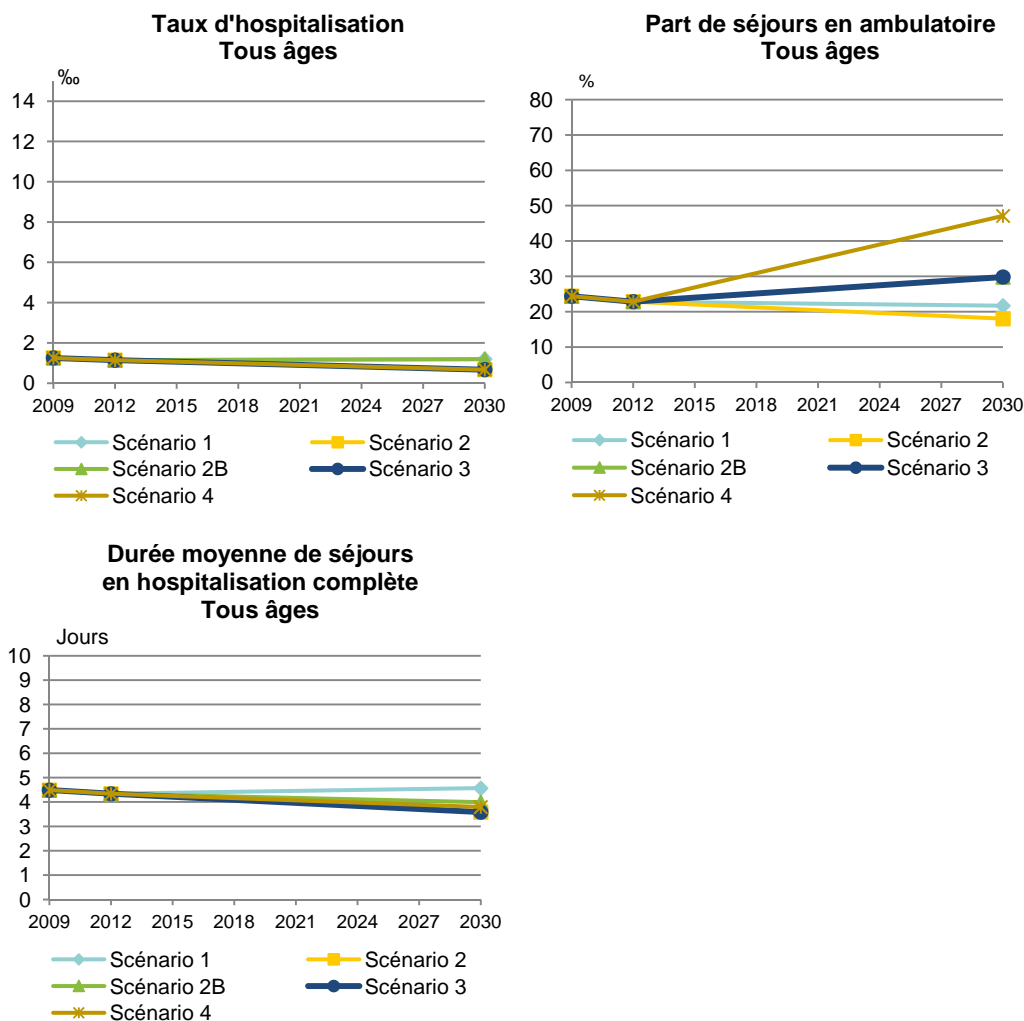 Taux d'hospitalisation
Tous âges
‰
14
12
10
8
6
4
2
0
2009 2012 2015 2018 2021 2024 2027 2030
Scénario 1 Scénario 2
Scénario 2B Scénario 3
Scénario 4
Part de séjours en ambulatoire
Tous âges
%
80
70
60
50
40
30
20
10
0
2009 2012 2015 2018 2021 2024 2027 2030
Scénario 1 Scénario 2
Scénario 2B Scénario 3
Scénario 4
Durée moyenne de séjours
en hospitalisation complète
Tous âges
Jours
10
9
8
7
6
5
4
3
2
1
0
2009 2012 2015 2018 2021 2024 2027 2030
Scénario 1 Scénario 2
Scénario 2B Scénario 3
Scénario 4